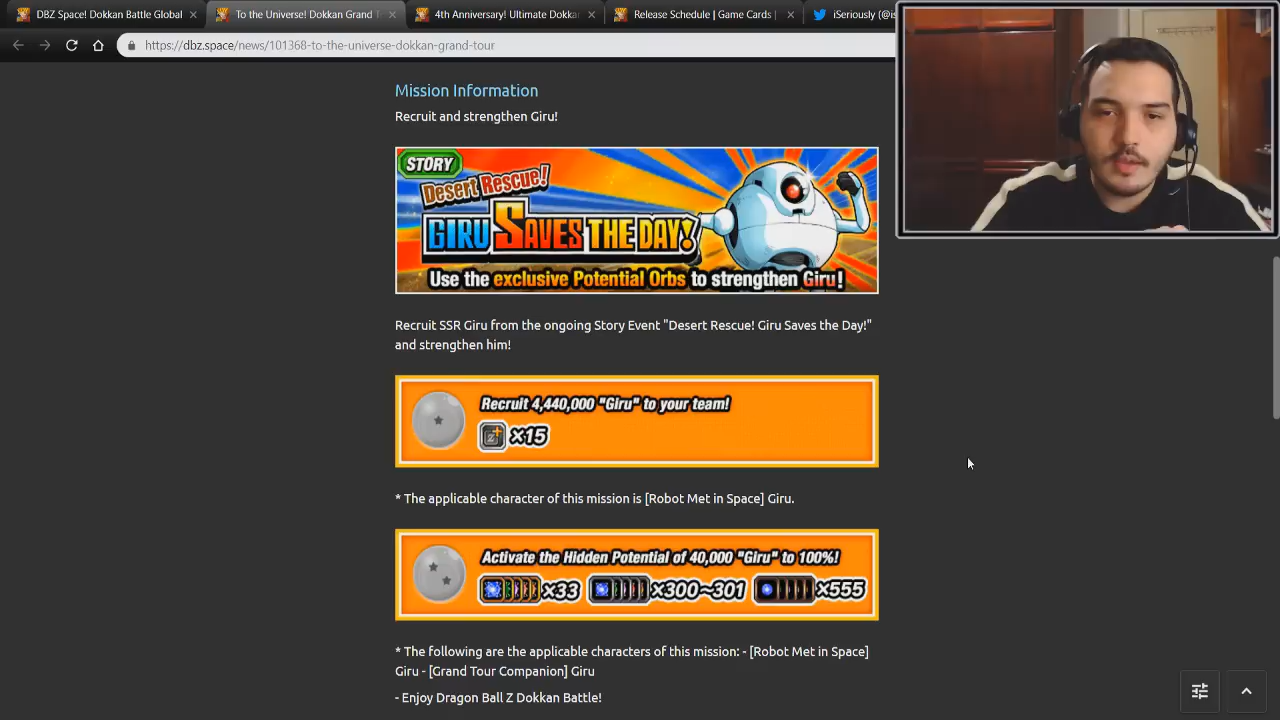 DBZ Space! Dokkan Battle Global
To the Universe! Dokkan Grand T
4th Anniversary! Ultimate Dokka
Release Schedule | Game Cards |
iSeriously (@is
https://dbz.space/news/101368-to-the-universe-dokkan-grand-tour
Mission Information
Recruit and strengthen Giru!
STORY
Desert Rescue!
GIRU SAVES THE DAY!
Use the exclusive Potential Orbs to strengthen Giru!
Recruit SSR Giru from the ongoing Story Event "Desert Rescue! Giru Saves the Day!"
and strengthen him!
Recruit 4,440,000 "Giru" to your team!
Z+ ×15
* The applicable character of this mission is [Robot Met in Space] Giru.
Activate the Hidden Potential of 40,000 "Giru" to 100%!
×33 ×300~301 ×555
* The following are the applicable characters of this mission: - [Robot Met in Space]
Giru - [Grand Tour Companion] Giru
- Enjoy Dragon Ball Z Dokkan Battle!